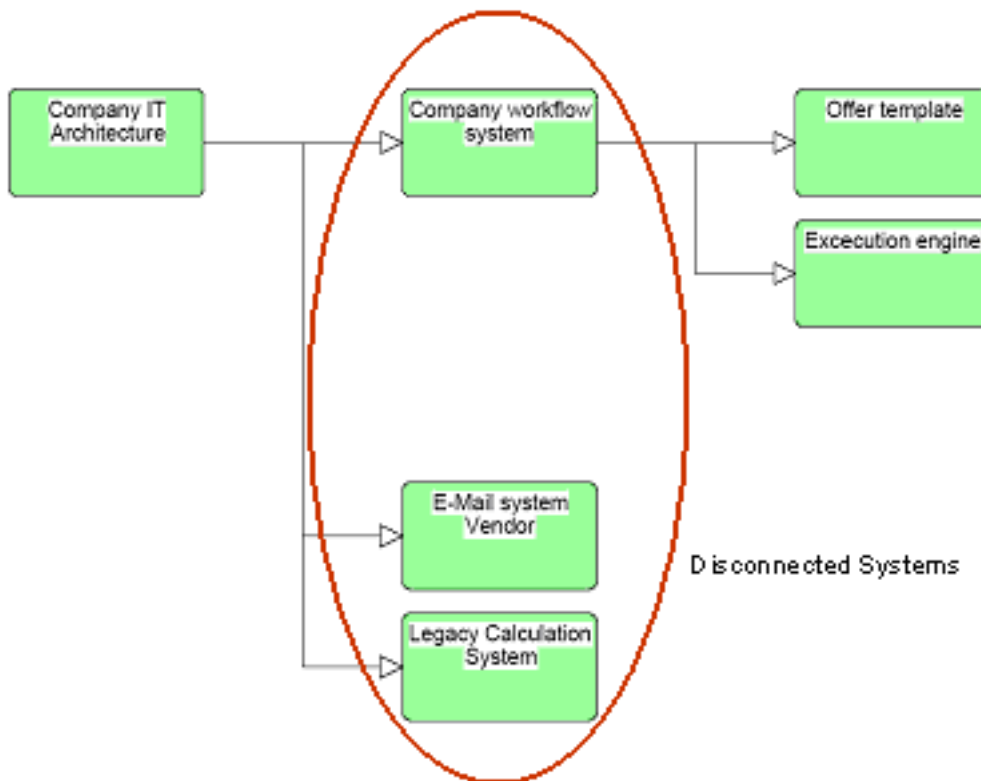 Company IT
Architecture
Company workflow
system
Offer template
Excecution engine
E-Mail system
Vendor
Disconnected Systems
Legacy Calculation
System